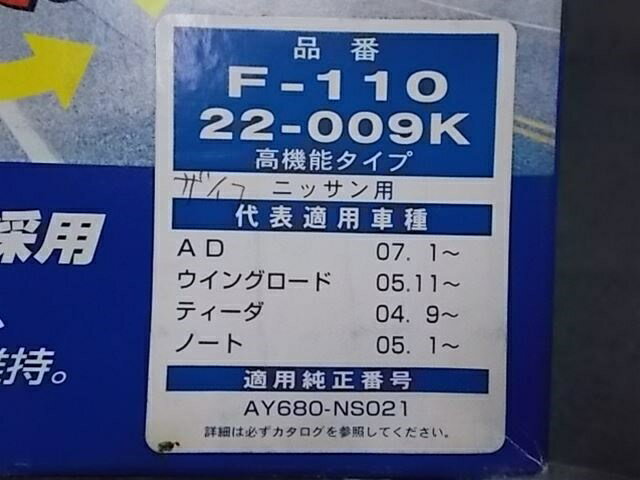 品番
F-110
22-009K
高機能タイプ
ザイコ ニッサン用
代表適用車種
AD 07. 1~
ウイングロード 05.11~
ティーダ 04. 9~
ノート 05. 1~
適用純正番号
AY680-NS021
詳細は必ずカタログを参照してください。
採用
持。